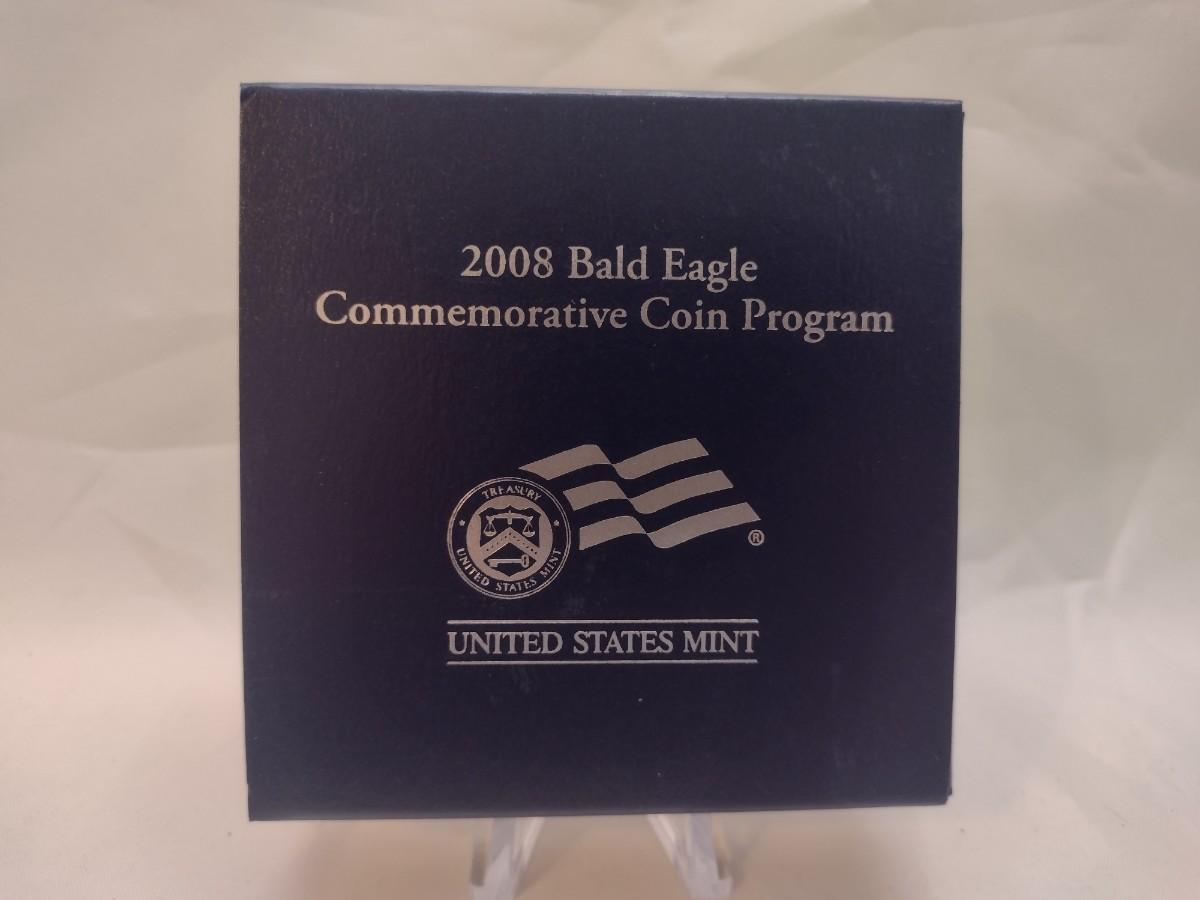 2008 Bald Eagle
Commemorative Coin Program
TREASURY
UNITED STATES MINT
®
UNITED STATES MINT